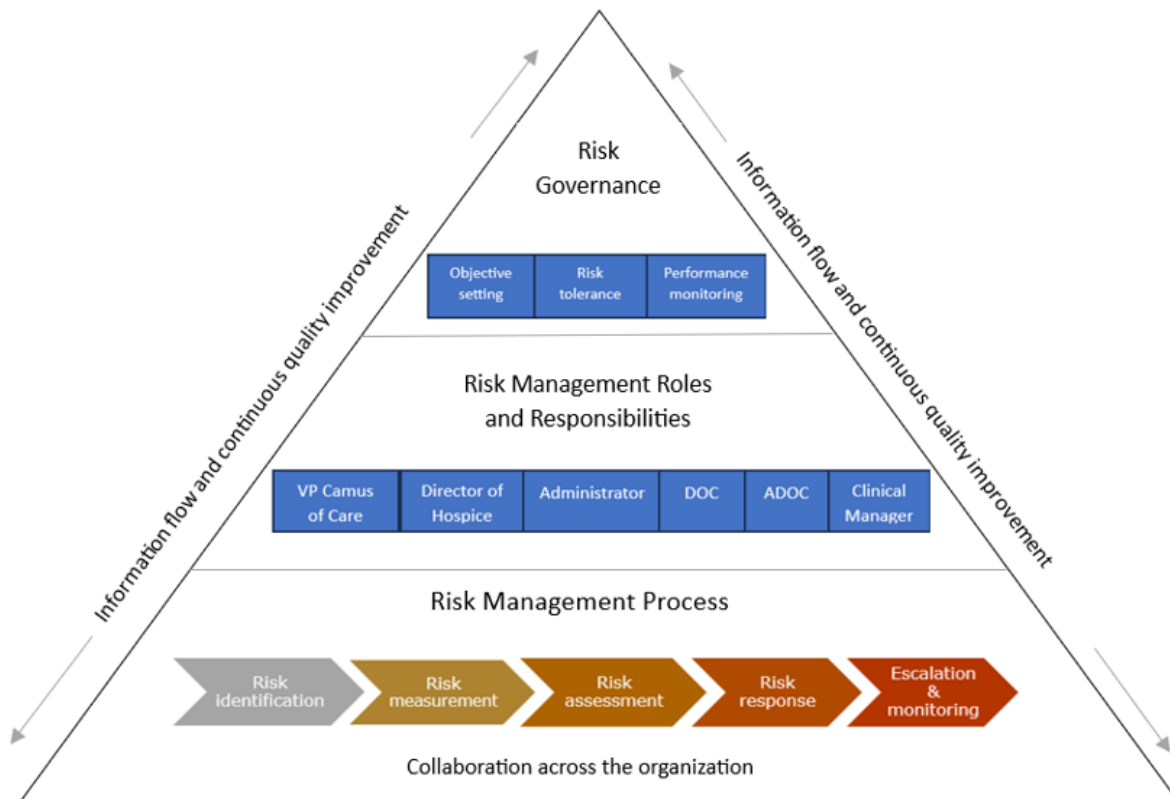 Risk
Governance
Information flow and continuous quality improvement
Information flow and continuous quality improvement
Objective
setting
Risk
tolerance
Performance
monitoring
Risk Management Roles
and Responsibilities
VP Camus
of Care
Director of
Hospice
Administrator
DOC
ADOC
Clinical
Manager
Risk Management Process
Risk
identification
Risk
measurement
Risk
assessment
Risk
response
Escalation
&
monitoring
Collaboration across the organization